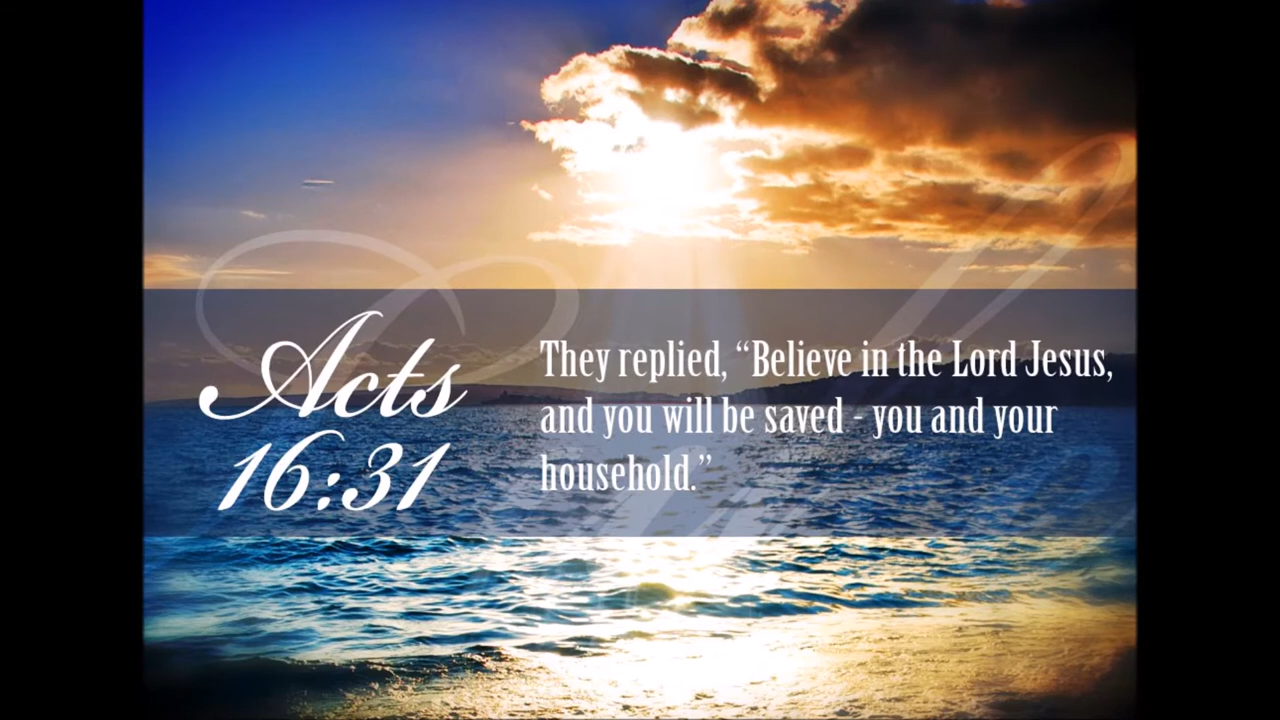 Acts
16:31
They replied, “Believe in the Lord Jesus,
and you will be saved - you and your
household.”